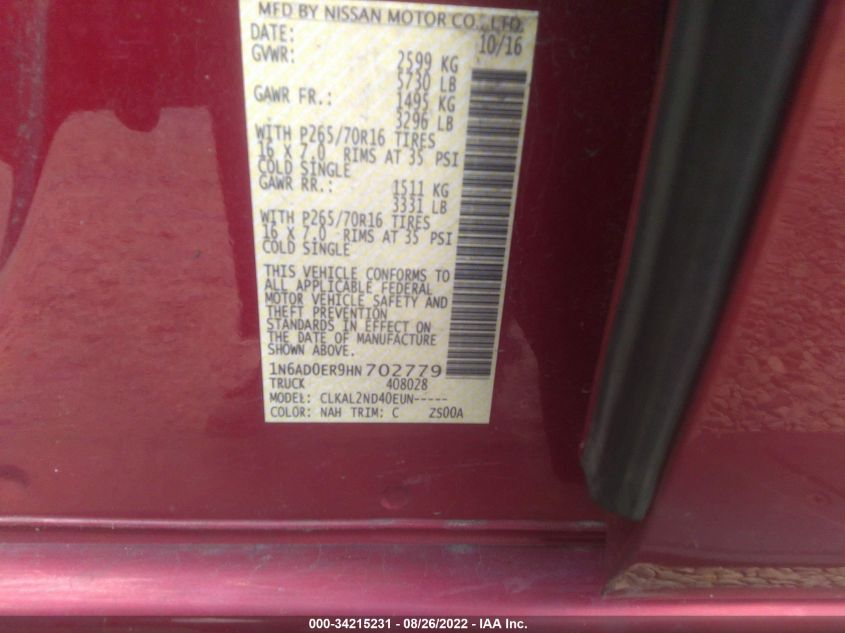 MFD BY NISSAN MOTOR CO., LTD.
DATE: 10/16
GVWR: 2599 KG
5730 LB
GAWR FR.: 1495 KG
3296 LB
WITH P265/70R16 TIRES
16 X 7.0 RIMS AT 35 PSI
COLD SINGLE
GAWR RR.: 1511 KG
3331 LB
WITH P265/70R16 TIRES
16 X 7.0 RIMS AT 35 PSI
COLD SINGLE
THIS VEHICLE CONFORMS TO
ALL APPLICABLE FEDERAL
MOTOR VEHICLE SAFETY AND
THEFT PREVENTION
STANDARDS IN EFFECT ON
THE DATE OF MANUFACTURE
SHOWN ABOVE.
1N6AD0ER9HN702779
TRUCK 408028
MODEL: CLKAL2ND40EUN-----
COLOR: NAH TRIM: C ZS00A
000-34215231 - 08/26/2022 - IAA Inc.